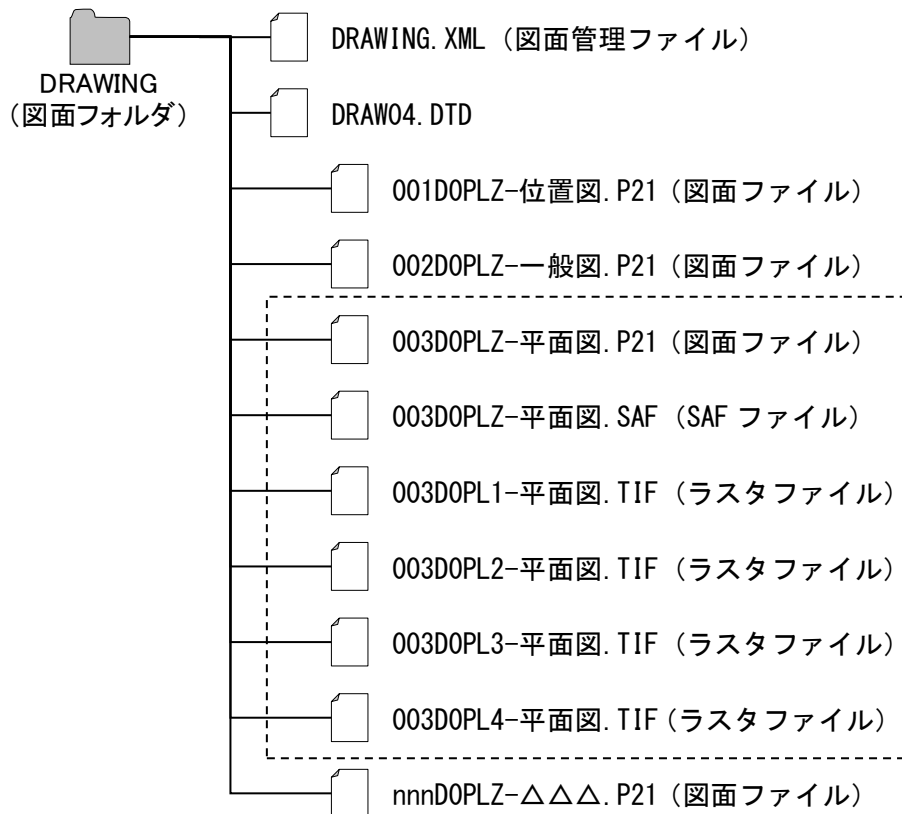 DRAWING
（図面フォルダ）
DRAWING.XML（図面管理ファイル）
DRAW04.DTD
001D0PLZ-位置図.P21（図面ファイル）
002D0PLZ-一般図.P21（図面ファイル）
003D0PLZ-平面図.P21（図面ファイル）
003D0PLZ-平面図.SAF（SAF ファイル）
003D0PL1-平面図.TIF（ラスタファイル）
003D0PL2-平面図.TIF（ラスタファイル）
003D0PL3-平面図.TIF（ラスタファイル）
003D0PL4-平面図.TIF(ラスタファイル）
nnnD0PLZ-△△△.P21（図面ファイル）